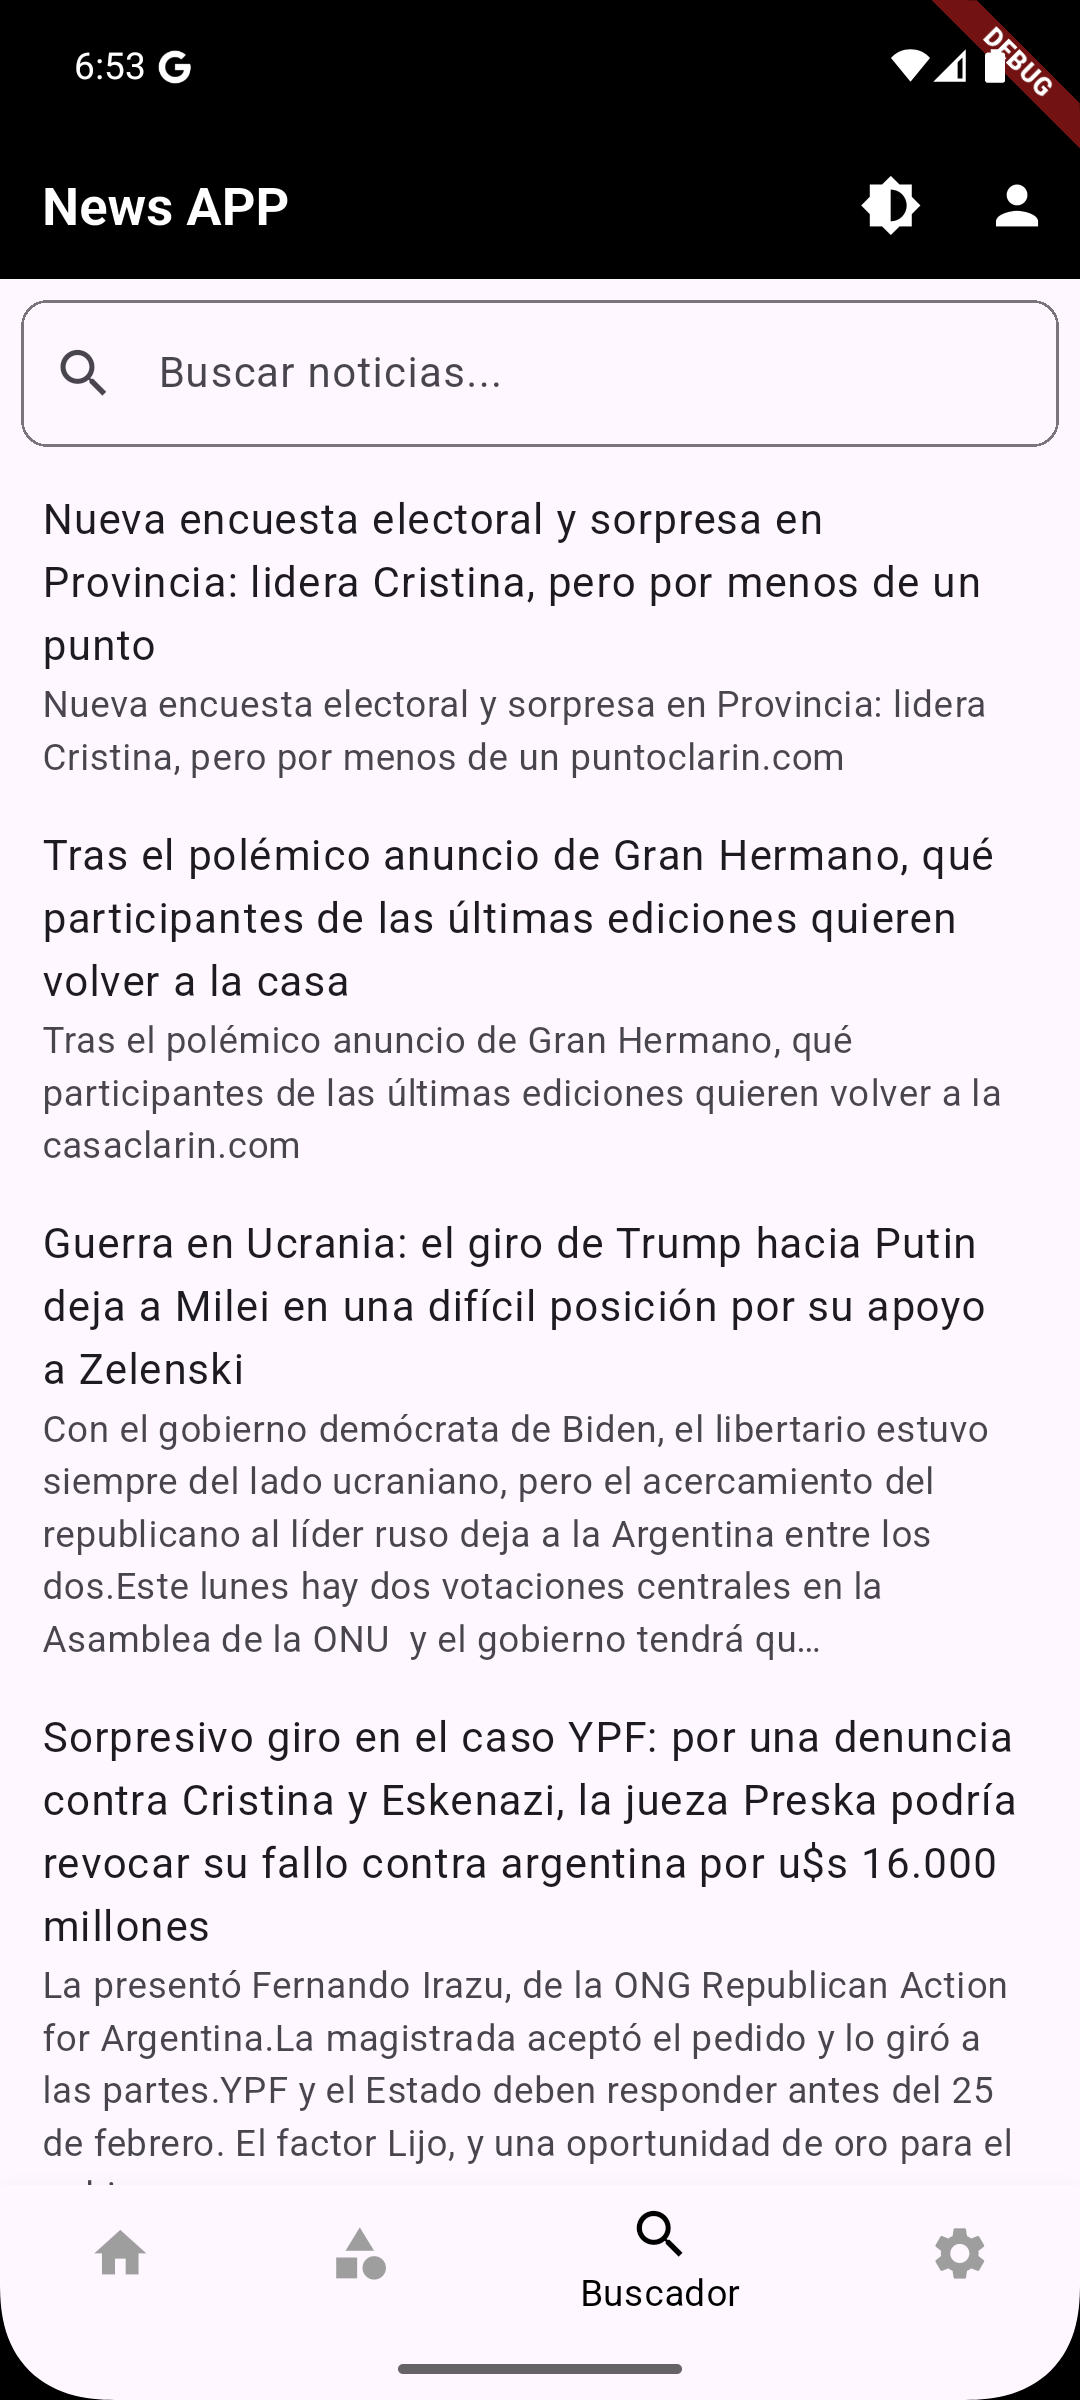 6:53
DEBUG
News APP
Buscar noticias...
Nueva encuesta electoral y sorpresa en
Provincia: lidera Cristina, pero por menos de un
punto
Nueva encuesta electoral y sorpresa en Provincia: lidera
Cristina, pero por menos de un puntoclarin.com
Tras el polémico anuncio de Gran Hermano, qué
participantes de las últimas ediciones quieren
volver a la casa
Tras el polémico anuncio de Gran Hermano, qué
participantes de las últimas ediciones quieren volver a la
casaclarin.com
Guerra en Ucrania: el giro de Trump hacia Putin
deja a Milei en una difícil posición por su apoyo
a Zelenski
Con el gobierno demócrata de Biden, el libertario estuvo
siempre del lado ucraniano, pero el acercamiento del
republicano al líder ruso deja a la Argentina entre los
dos.Este lunes hay dos votaciones centrales en la
Asamblea de la ONU  y el gobierno tendrá qu…
Sorpresivo giro en el caso YPF: por una denuncia
contra Cristina y Eskenazi, la jueza Preska podría
revocar su fallo contra argentina por u$s 16.000
millones
La presentó Fernando Irazu, de la ONG Republican Action
for Argentina.La magistrada aceptó el pedido y lo giró a
las partes.YPF y el Estado deben responder antes del 25
de febrero. El factor Lijo, y una oportunidad de oro para el
Buscador